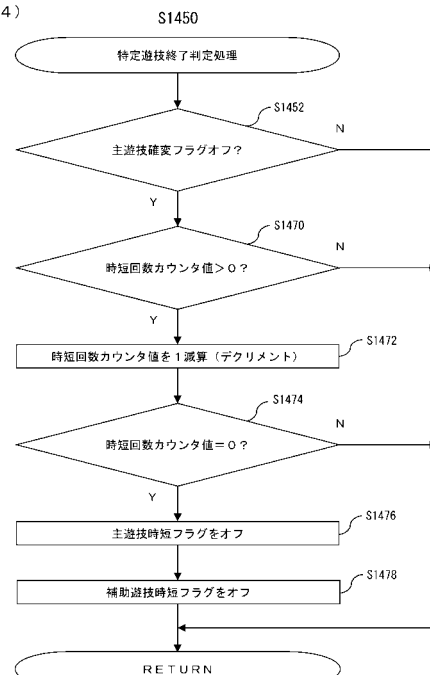 4)
S1450
特定遊技終了判定処理
S1452
主遊技確変フラグオフ？
N
Y
S1470
時短回数カウンタ値＞０？
N
Y
S1472
時短回数カウンタ値を１減算（デクリメント）
S1474
時短回数カウンタ値＝０？
N
Y
S1476
主遊技時短フラグをオフ
S1478
補助遊技時短フラグをオフ
ＲＥＴＵＲＮ